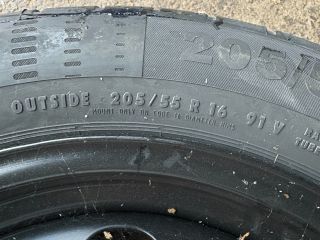 205/5
OUTSIDE 205/55 R 16 91 V
MOUNT ONLY ON CODE 16 DIAMETER RIMS
TUBE